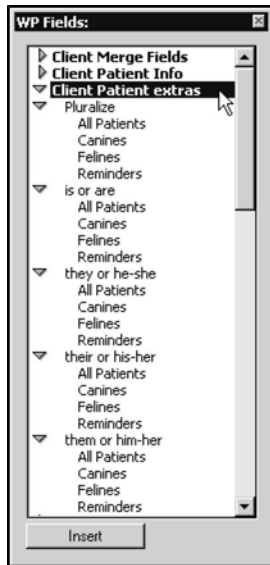 WP Fields:
Client Merge Fields
Client Patient Info
Client Patient extras
Pluralize
All Patients
Canines
Felines
Reminders
is or are
All Patients
Canines
Felines
Reminders
they or he-she
All Patients
Canines
Felines
Reminders
their or his-her
All Patients
Canines
Felines
Reminders
them or him-her
All Patients
Canines
Felines
Reminders
Insert